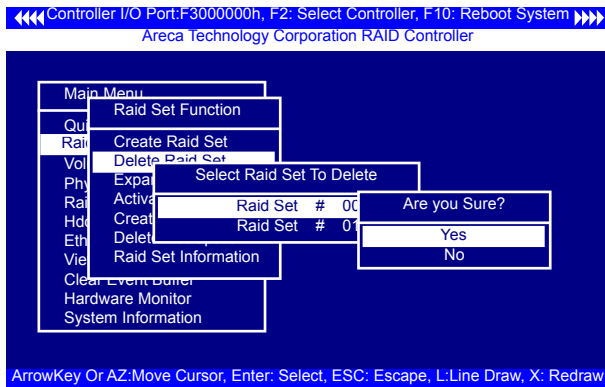 Controller I/O Port:F3000000h, F2: Select Controller, F10: Reboot System
Areca Technology Corporation RAID Controller
Main Menu
Raid Set Function
Create Raid Set
Delete Raid Set
Select Raid Set To Delete
Raid Set # 00
Raid Set # 01
Are you Sure?
Yes
No
Raid Set Information
Clear Event Buffer
Hardware Monitor
System Information
ArrowKey Or AZ:Move Cursor, Enter: Select, ESC: Escape, L:Line Draw, X: Redraw